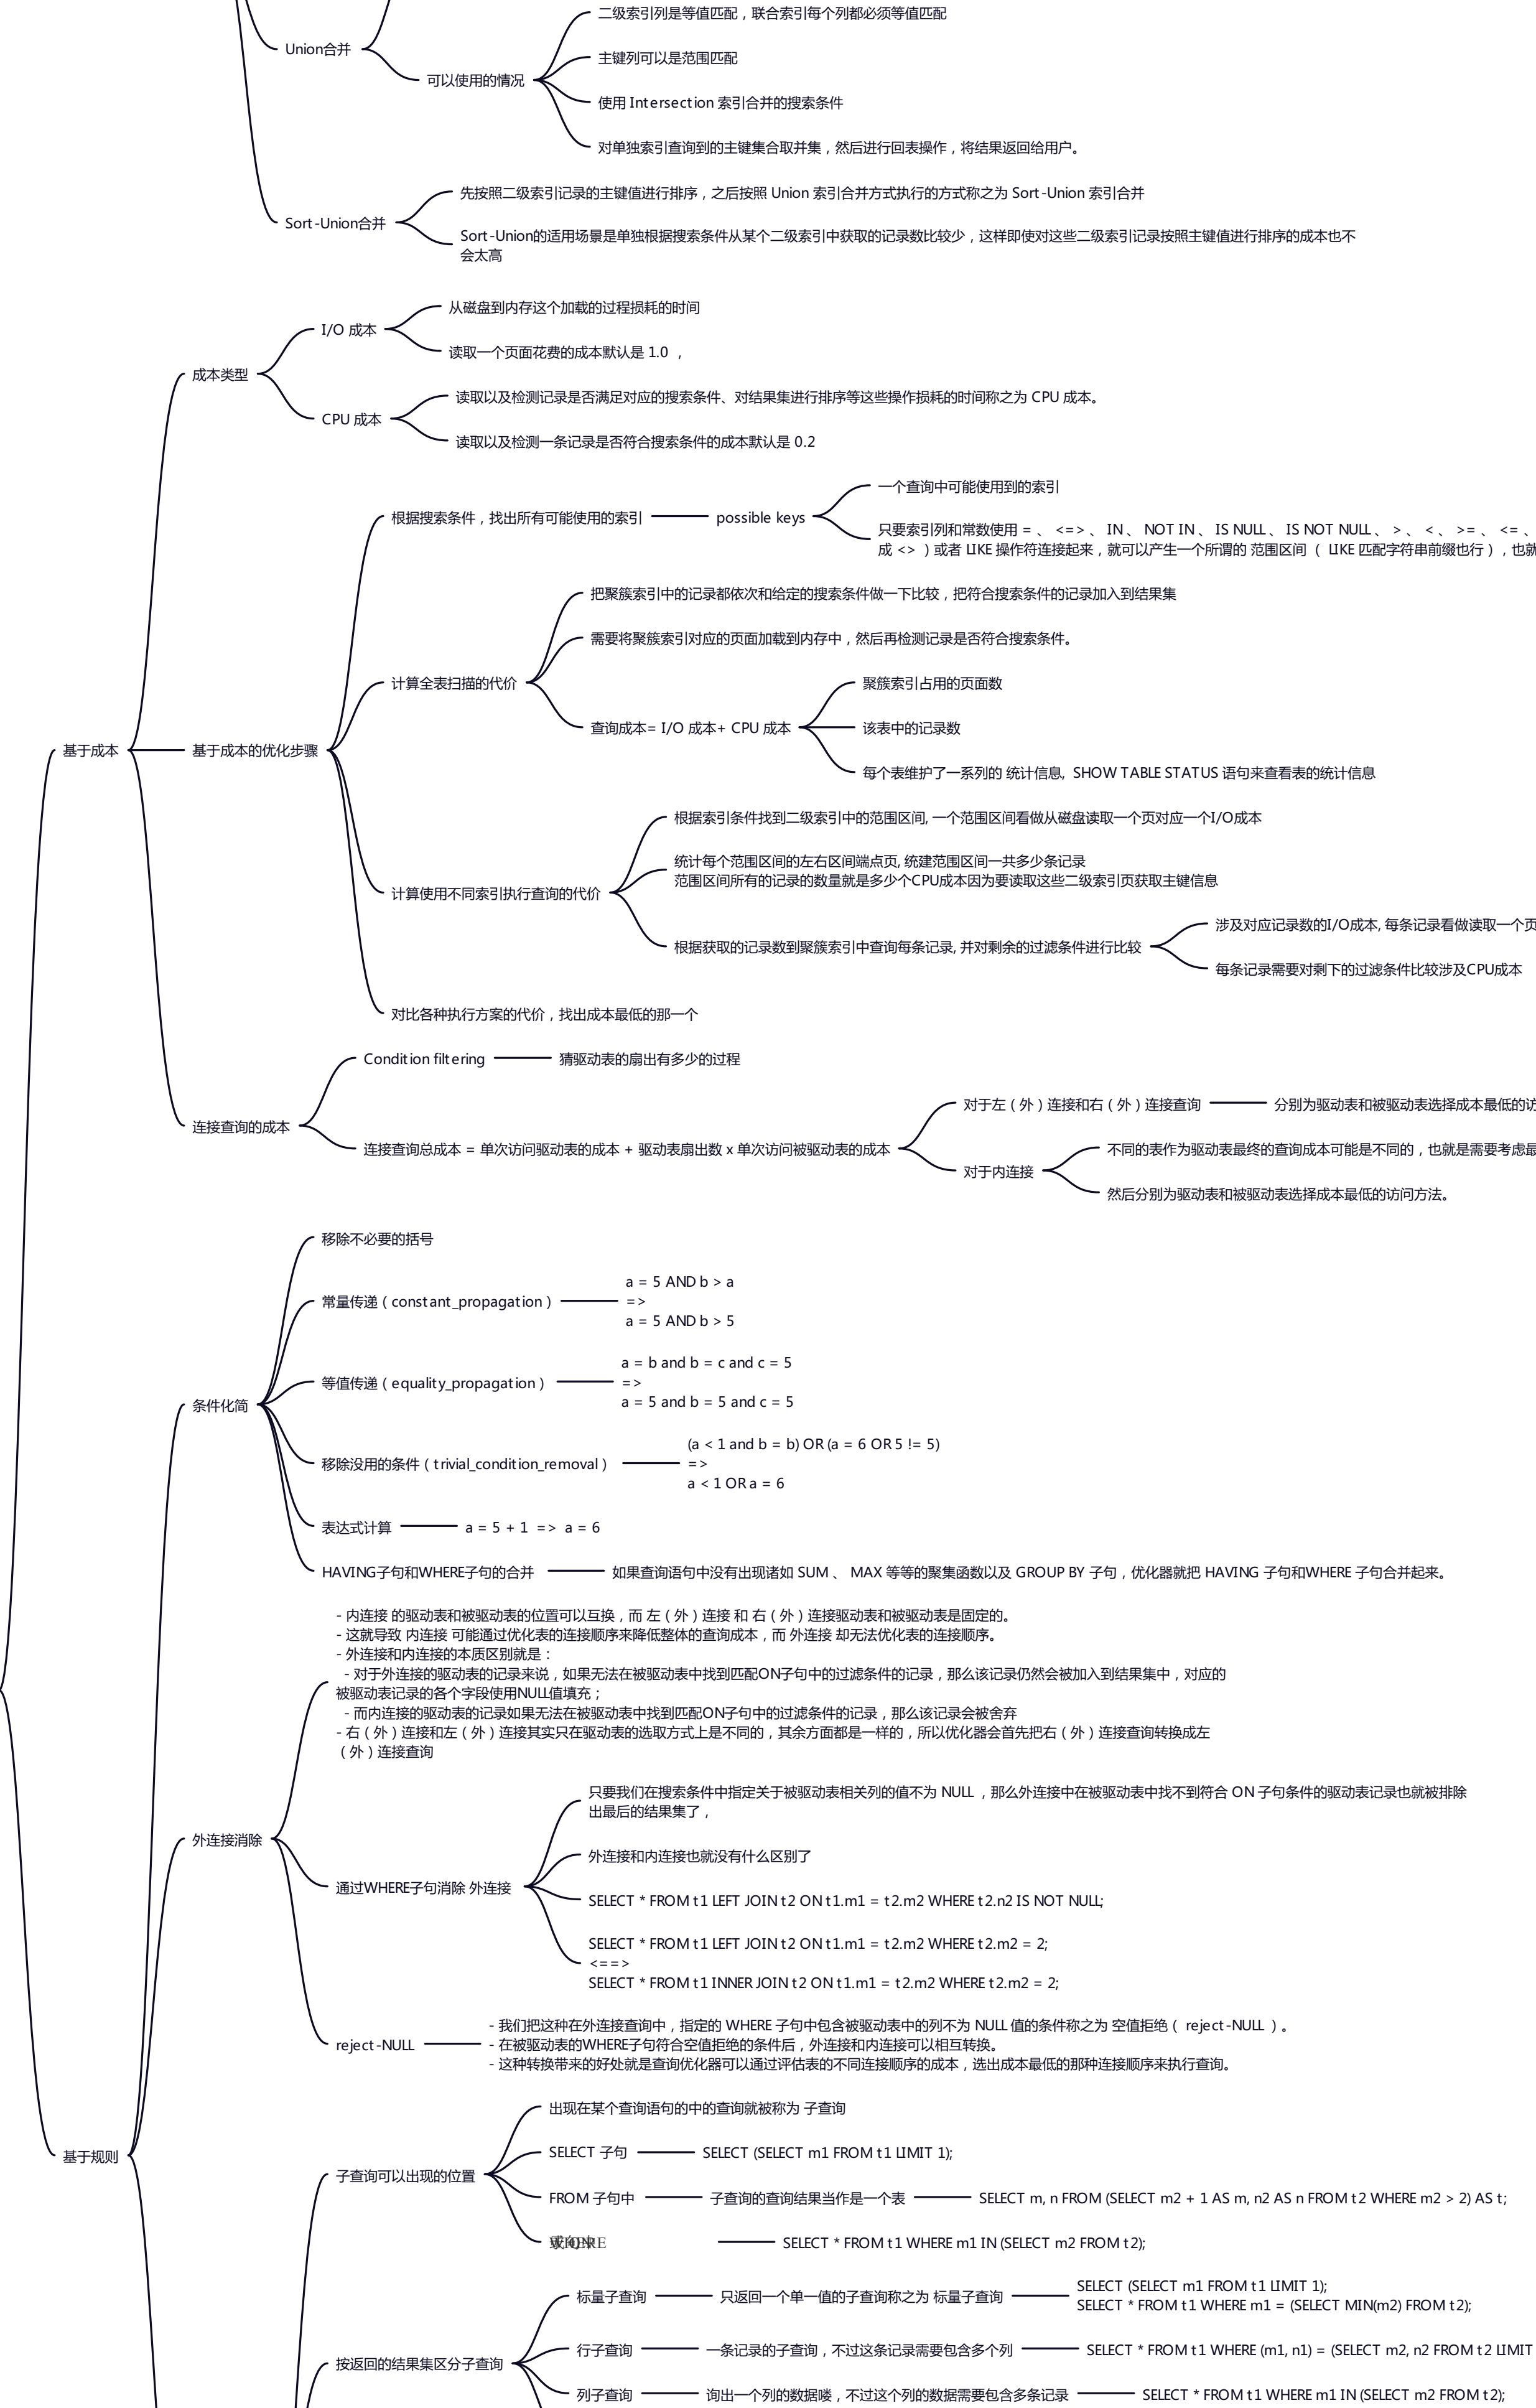 Union合并
可以使用的情况
二级索引列是等值匹配，联合索引每个列都必须等值匹配
主键列可以是范围匹配
使用 Intersection 索引合并的搜索条件
对单独索引查询到的主键集合取并集，然后进行回表操作，将结果返回给用户。
Sort-Union合并
先按照二级索引记录的主键值进行排序，之后按照 Union 索引合并方式执行的方式称之为 Sort-Union 索引合并
Sort-Union的适用场景是单独根据搜索条件从某个二级索引中获取的记录数比较少，这样即使对这些二级索引记录按照主键值进行排序的成本也不
会太高
基于成本
成本类型
I/O 成本
从磁盘到内存这个加载的过程损耗的时间
读取一个页面花费的成本默认是 1.0 ，
CPU 成本
读取以及检测记录是否满足对应的搜索条件、对结果集进行排序等这些操作损耗的时间称之为 CPU 成本。
读取以及检测一条记录是否符合搜索条件的成本默认是 0.2
基于成本的优化步骤
根据搜索条件，找出所有可能使用的索引
possible keys
一个查询中可能使用到的索引
只要索引列和常数使用 = 、 <=> 、 IN 、 NOT IN 、 IS NULL 、 IS NOT NULL 、 > 、 < 、 >= 、 <= 、
成 <> ）或者 LIKE 操作符连接起来，就可以产生一个所谓的 范围区间 （ LIKE 匹配字符串前缀也行），也就
计算全表扫描的代价
把聚簇索引中的记录都依次和给定的搜索条件做一下比较，把符合搜索条件的记录加入到结果集
需要将聚簇索引对应的页面加载到内存中，然后再检测记录是否符合搜索条件。
查询成本= I/O 成本+ CPU 成本
聚簇索引占用的页面数
该表中的记录数
每个表维护了一系列的 统计信息, SHOW TABLE STATUS 语句来查看表的统计信息
计算使用不同索引执行查询的代价
根据索引条件找到二级索引中的范围区间, 一个范围区间看做从磁盘读取一个页对应一个I/O成本
统计每个范围区间的左右区间端点页, 统建范围区间一共多少条记录
范围区间所有的记录的数量就是多少个CPU成本因为要读取这些二级索引页获取主键信息
根据获取的记录数到聚簇索引中查询每条记录, 并对剩余的过滤条件进行比较
涉及对应记录数的I/O成本, 每条记录看做读取一个页
每条记录需要对剩下的过滤条件比较涉及CPU成本
对比各种执行方案的代价，找出成本最低的那一个
连接查询的成本
Condition filtering
猜驱动表的扇出有多少的过程
连接查询总成本 = 单次访问驱动表的成本 + 驱动表扇出数 x 单次访问被驱动表的成本
对于左（外）连接和右（外）连接查询
分别为驱动表和被驱动表选择成本最低的访
对于内连接
不同的表作为驱动表最终的查询成本可能是不同的，也就是需要考虑最
然后分别为驱动表和被驱动表选择成本最低的访问方法。
基于规则
条件化简
移除不必要的括号
常量传递（constant_propagation）
a = 5 AND b > a
=>
a = 5 AND b > 5
等值传递（equality_propagation）
a = b and b = c and c = 5
=>
a = 5 and b = 5 and c = 5
移除没用的条件（trivial_condition_removal）
(a < 1 and b = b) OR (a = 6 OR 5 != 5)
=>
a < 1 OR a = 6
表达式计算
a = 5 + 1 => a = 6
HAVING子句和WHERE子句的合并
如果查询语句中没有出现诸如 SUM 、 MAX 等等的聚集函数以及 GROUP BY 子句，优化器就把 HAVING 子句和WHERE 子句合并起来。
外连接消除
- 内连接 的驱动表和被驱动表的位置可以互换，而 左（外）连接 和 右（外）连接驱动表和被驱动表是固定的。
- 这就导致 内连接 可能通过优化表的连接顺序来降低整体的查询成本，而 外连接 却无法优化表的连接顺序。
- 外连接和内连接的本质区别就是：
- 对于外连接的驱动表的记录来说，如果无法在被驱动表中找到匹配ON子句中的过滤条件的记录，那么该记录仍然会被加入到结果集中，对应的
被驱动表记录的各个字段使用NULL值填充；
- 而内连接的驱动表的记录如果无法在被驱动表中找到匹配ON子句中的过滤条件的记录，那么该记录会被舍弃
- 右（外）连接和左（外）连接其实只在驱动表的选取方式上是不同的，其余方面都是一样的，所以优化器会首先把右（外）连接查询转换成左
（外）连接查询
通过WHERE子句消除 外连接
只要我们在搜索条件中指定关于被驱动表相关列的值不为 NULL ，那么外连接中在被驱动表中找不到符合 ON 子句条件的驱动表记录也就被排除
出最后的结果集了，
外连接和内连接也就没有什么区别了
SELECT * FROM t1 LEFT JOIN t2 ON t1.m1 = t2.m2 WHERE t2.n2 IS NOT NULL;
SELECT * FROM t1 LEFT JOIN t2 ON t1.m1 = t2.m2 WHERE t2.m2 = 2;
<==>
SELECT * FROM t1 INNER JOIN t2 ON t1.m1 = t2.m2 WHERE t2.m2 = 2;
reject-NULL
- 我们把这种在外连接查询中，指定的 WHERE 子句中包含被驱动表中的列不为 NULL 值的条件称之为 空值拒绝（ reject-NULL ）。
- 在被驱动表的WHERE子句符合空值拒绝的条件后，外连接和内连接可以相互转换。
- 这种转换带来的好处就是查询优化器可以通过评估表的不同连接顺序的成本，选出成本最低的那种连接顺序来执行查询。
子查询可以出现的位置
出现在某个查询语句的中的查询就被称为 子查询
SELECT 子句
SELECT (SELECT m1 FROM t1 LIMIT 1);
FROM 子句中
子查询的查询结果当作是一个表
SELECT m, n FROM (SELECT m2 + 1 AS m, n2 AS n FROM t2 WHERE m2 > 2) AS t;
SELECT * FROM t1 WHERE m1 IN (SELECT m2 FROM t2);
按返回的结果集区分子查询
标量子查询
只返回一个单一值的子查询称之为 标量子查询
SELECT (SELECT m1 FROM t1 LIMIT 1);
SELECT * FROM t1 WHERE m1 = (SELECT MIN(m2) FROM t2);
行子查询
一条记录的子查询，不过这条记录需要包含多个列
SELECT * FROM t1 WHERE (m1, n1) = (SELECT m2, n2 FROM t2 LIMIT
列子查询
询出一个列的数据喽，不过这个列的数据需要包含多条记录
SELECT * FROM t1 WHERE m1 IN (SELECT m2 FROM t2);